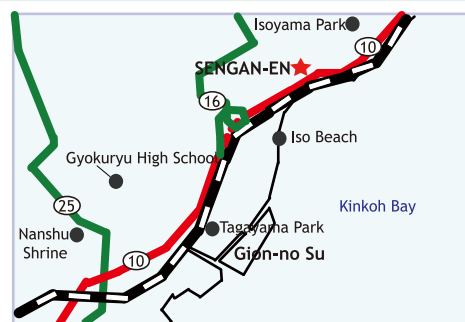 Isoyama Park
10
SENGAN-EN
16
Iso Beach
Gyokuryu High School
25
Kinkoh Bay
Nanshu
Shrine
Tagayama Park
Gion-no Su
10